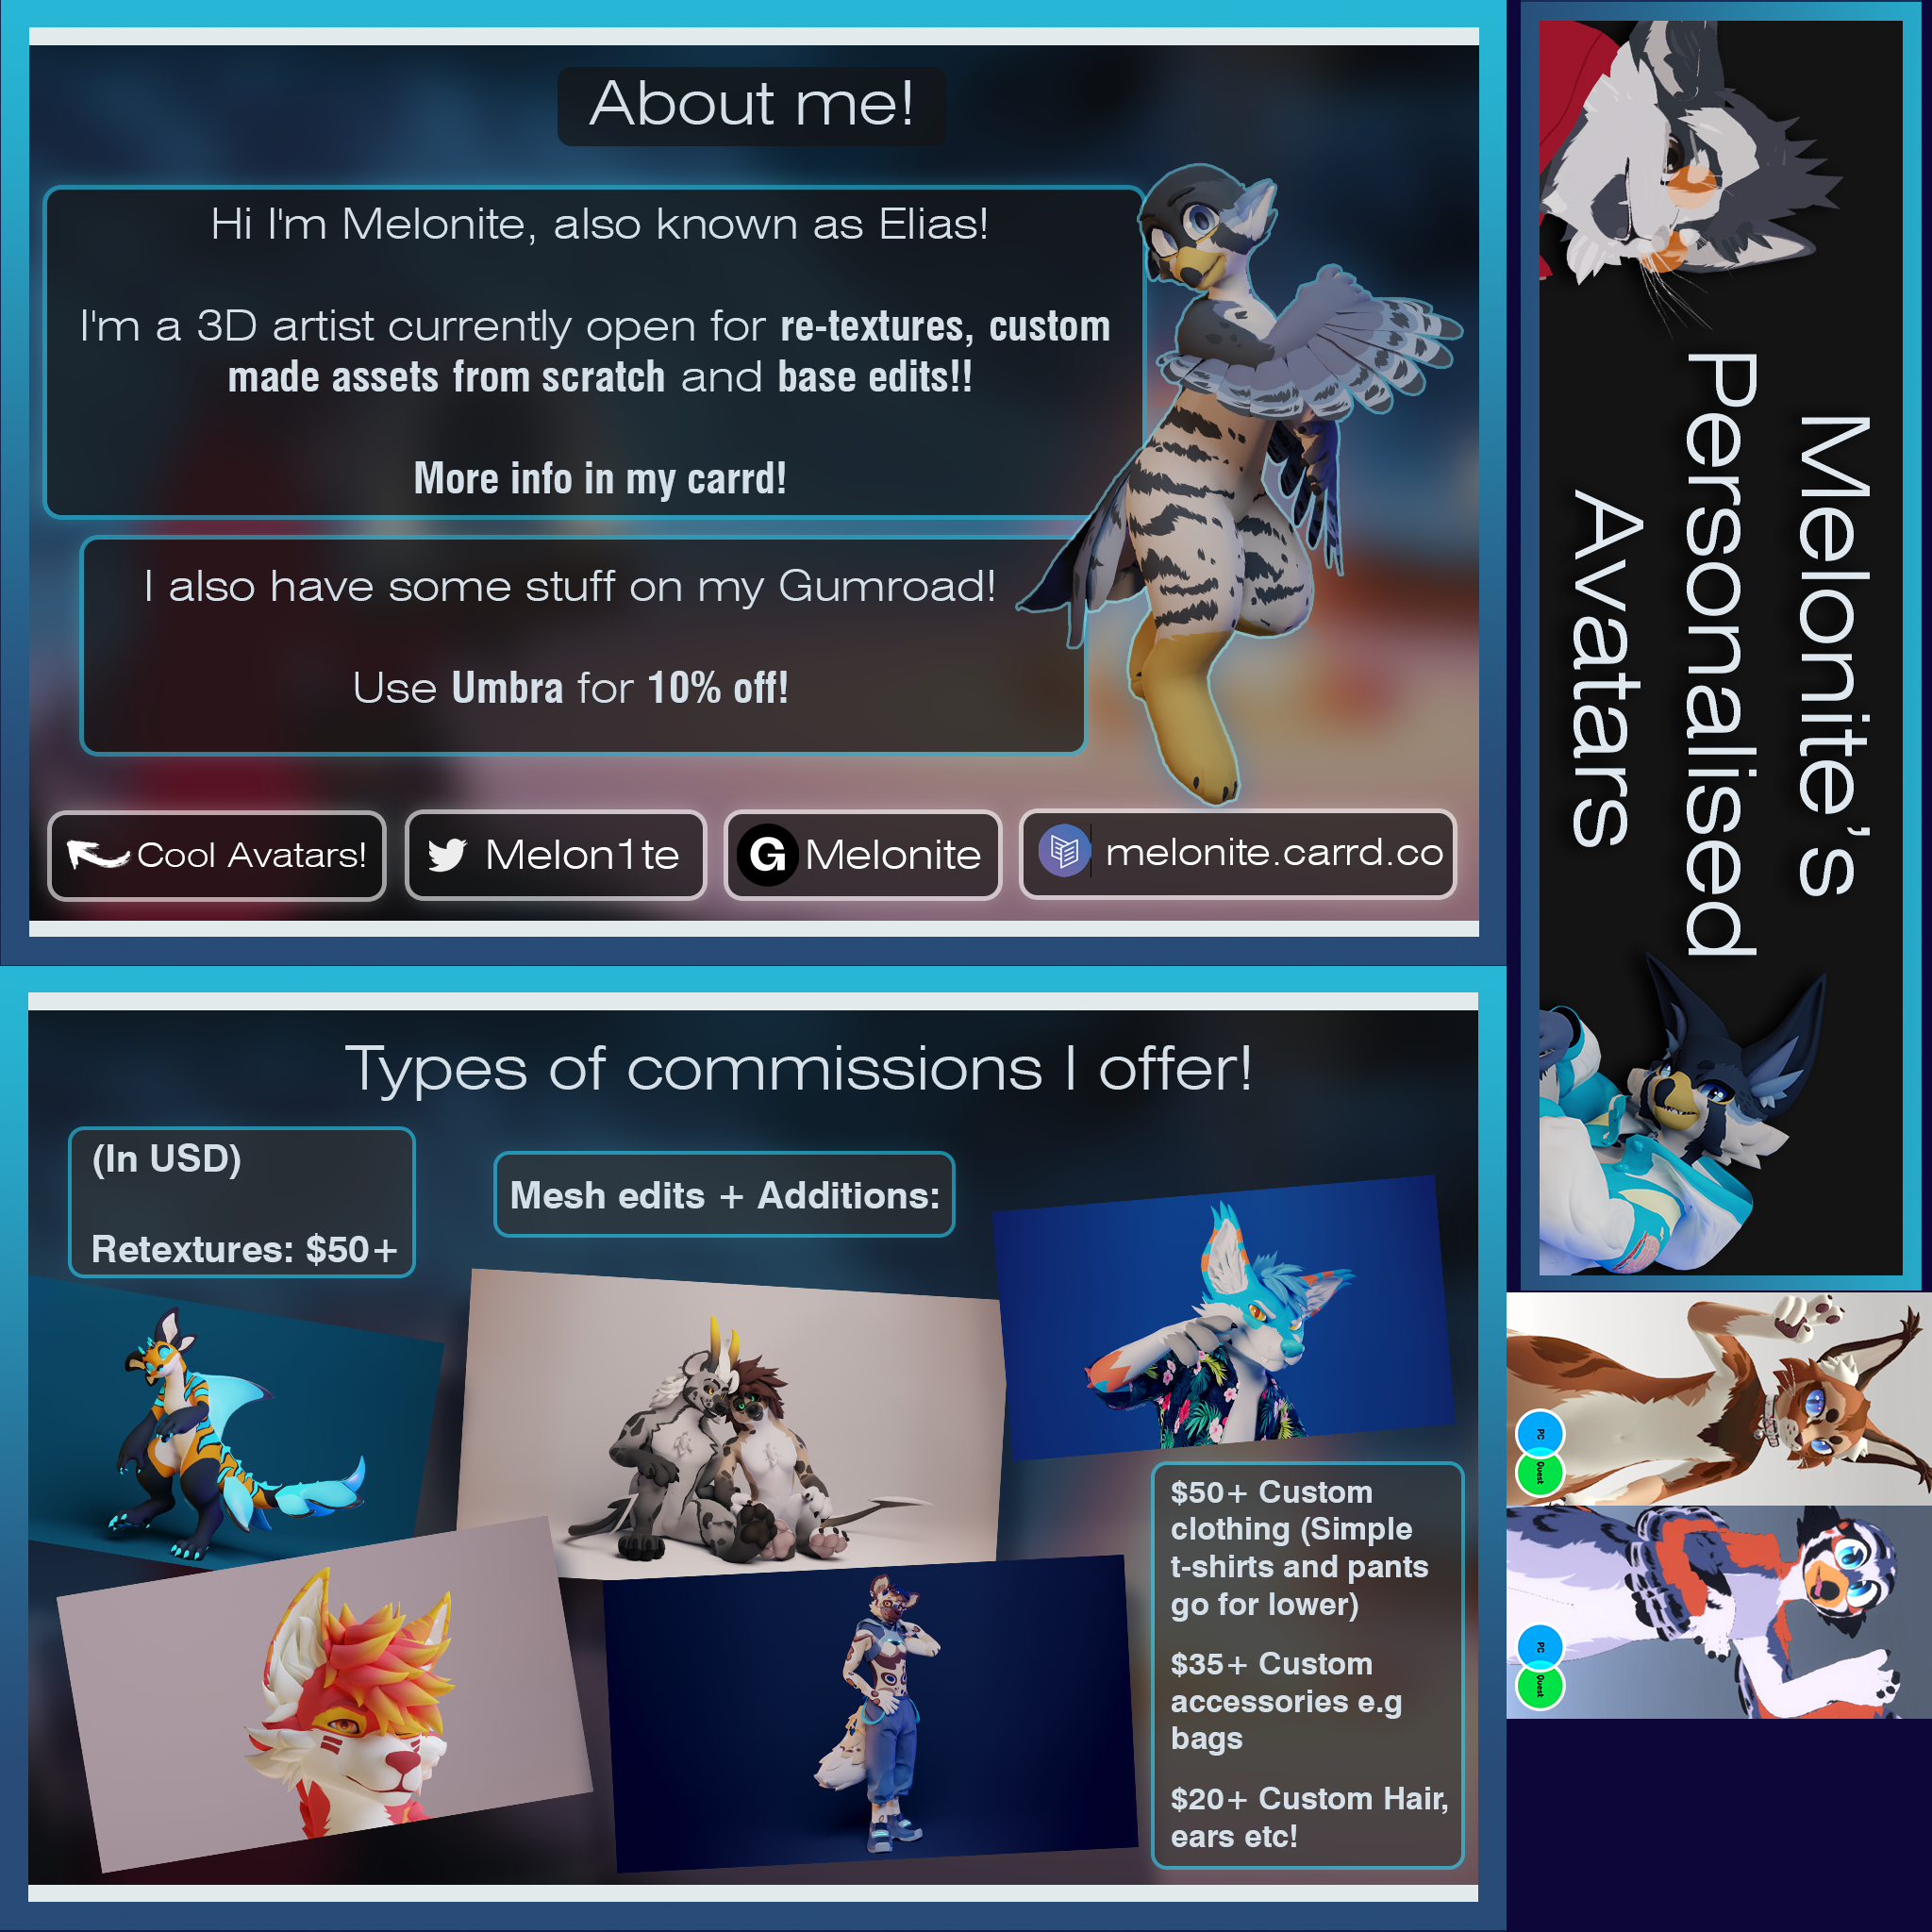 About me!
Hi I'm Melonite, also known as Elias!
I'm a 3D artist currently open for re-textures, custom
made assets from scratch and base edits!!
More info in my carrd!
I also have some stuff on my Gumroad!
Use Umbra for 10% off!
Cool Avatars!
Melon1te
G Melonite
melonite.carrd.co
Types of commissions I offer!
(In USD)
Retextures: $50+
Mesh edits + Additions:
$50+ Custom
clothing (Simple
t-shirts and pants
go for lower)
$35+ Custom
accessories e.g
bags
$20+ Custom Hair,
ears etc!
Melonite's
Personalised
Avatars
PC
Quest
PC
Quest